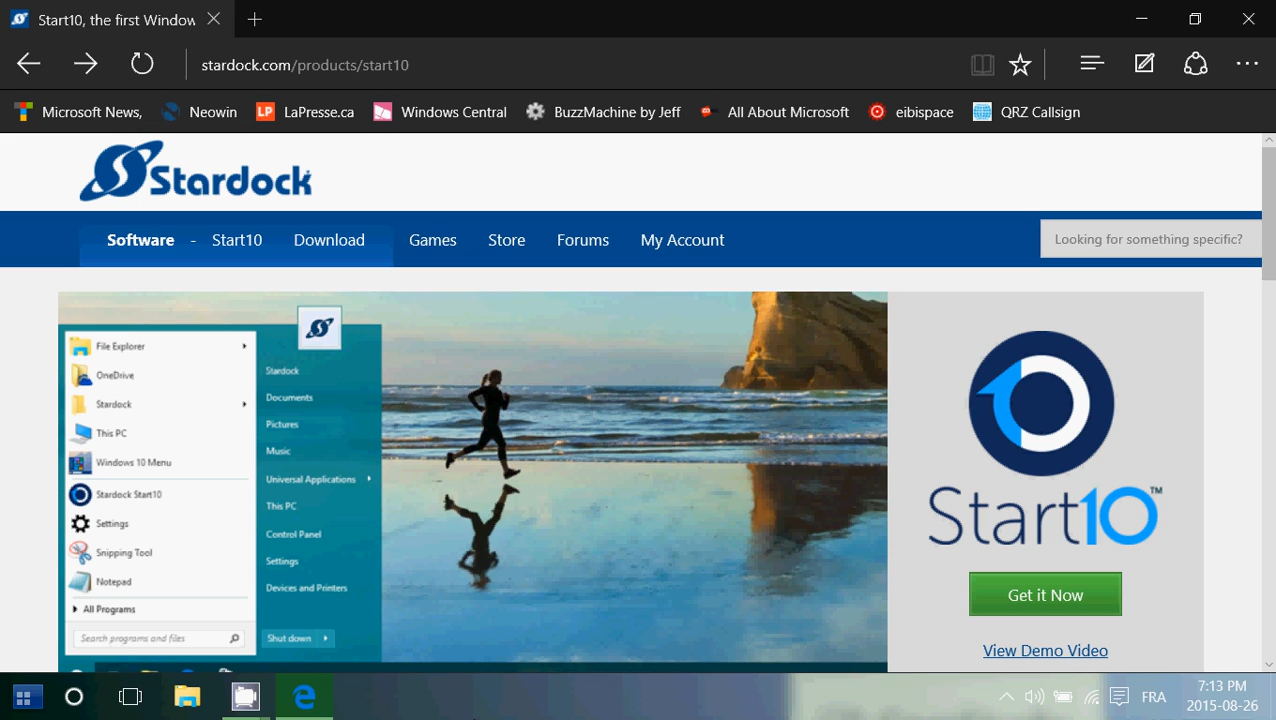 Start10, the first Window
stardock.com/products/start10
Microsoft News, Neowin LaPresse.ca Windows Central BuzzMachine by Jeff All About Microsoft eibispace QRZ Callsign
Stardock
Software - Start10 Download Games Store Forums My Account Looking for something specific?
File Explorer
OneDrive
Stardock
This PC
Windows 10 Menu
Stardock Start10
Settings
Snipping Tool
Notepad
All Programs
Search programs and files
Stardock
Documents
Pictures
Music
Universal Applications
This PC
Control Panel
Settings
Devices and Printers
Shut down
Start10™
Get it Now
View Demo Video
FRA
7:13 PM
2015-08-26